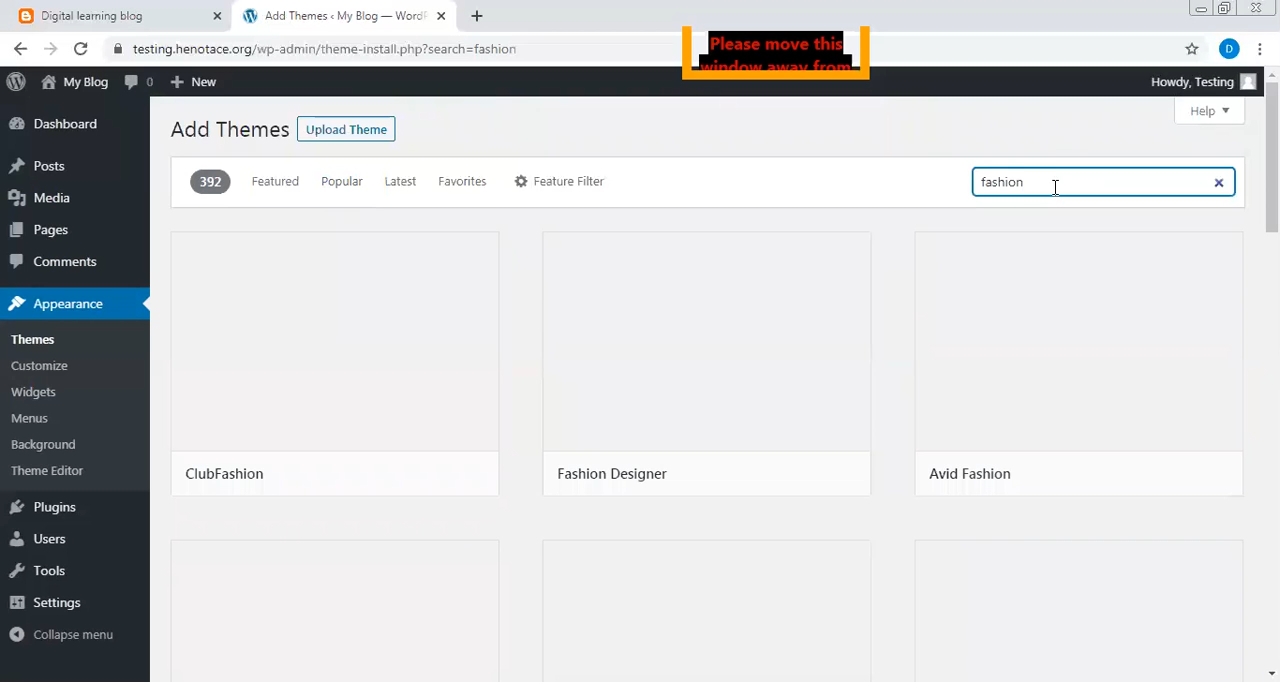 Digital learning blog
Add Themes ‹ My Blog — WordP
testing.henotace.org/wp-admin/theme-install.php?search=fashion
D
Please move this
window away from
My Blog
0
New
Howdy, Testing
Dashboard
Posts
Media
Pages
Comments
Appearance
Themes
Customize
Widgets
Menus
Background
Theme Editor
Plugins
Users
Tools
Settings
Collapse menu
Help
Add Themes
Upload Theme
392
Featured
Popular
Latest
Favorites
Feature Filter
fashion
ClubFashion
Fashion Designer
Avid Fashion